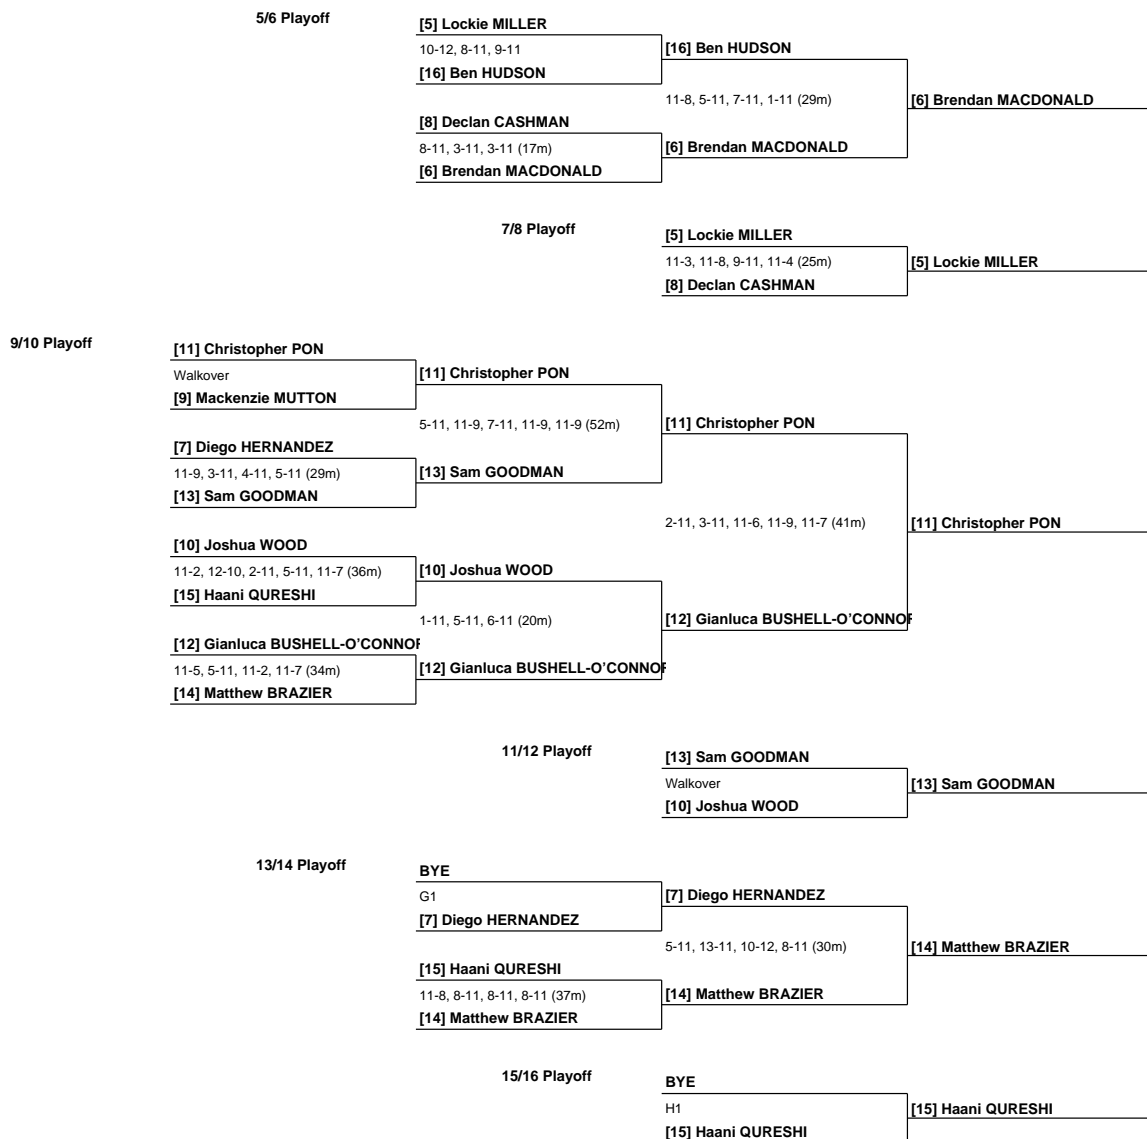 5/6 Playoff
[5] Lockie MILLER
10-12, 8-11, 9-11
[16] Ben HUDSON
[16] Ben HUDSON
11-8, 5-11, 7-11, 1-11 (29m)
[6] Brendan MACDONALD
[8] Declan CASHMAN
8-11, 3-11, 3-11 (17m)
[6] Brendan MACDONALD
[6] Brendan MACDONALD
7/8 Playoff
[5] Lockie MILLER
11-3, 11-8, 9-11, 11-4 (25m)
[5] Lockie MILLER
[8] Declan CASHMAN
9/10 Playoff
[11] Christopher PON
Walkover
[11] Christopher PON
[9] Mackenzie MUTTON
5-11, 11-9, 7-11, 11-9, 11-9 (52m)
[11] Christopher PON
[7] Diego HERNANDEZ
11-9, 3-11, 4-11, 5-11 (29m)
[13] Sam GOODMAN
[13] Sam GOODMAN
2-11, 3-11, 11-6, 11-9, 11-7 (41m)
[11] Christopher PON
[10] Joshua WOOD
11-2, 12-10, 2-11, 5-11, 11-7 (36m)
[10] Joshua WOOD
[15] Haani QURESHI
1-11, 5-11, 6-11 (20m)
[12] Gianluca BUSHELL-O'CONNOR
[12] Gianluca BUSHELL-O'CONNOR
11-5, 5-11, 11-2, 11-7 (34m)
[12] Gianluca BUSHELL-O'CONNOR
[14] Matthew BRAZIER
11/12 Playoff
[13] Sam GOODMAN
Walkover
[13] Sam GOODMAN
[10] Joshua WOOD
13/14 Playoff
BYE
G1
[7] Diego HERNANDEZ
[7] Diego HERNANDEZ
5-11, 13-11, 10-12, 8-11 (30m)
[14] Matthew BRAZIER
[15] Haani QURESHI
11-8, 8-11, 8-11, 8-11 (37m)
[14] Matthew BRAZIER
[14] Matthew BRAZIER
15/16 Playoff
BYE
H1
[15] Haani QURESHI
[15] Haani QURESHI